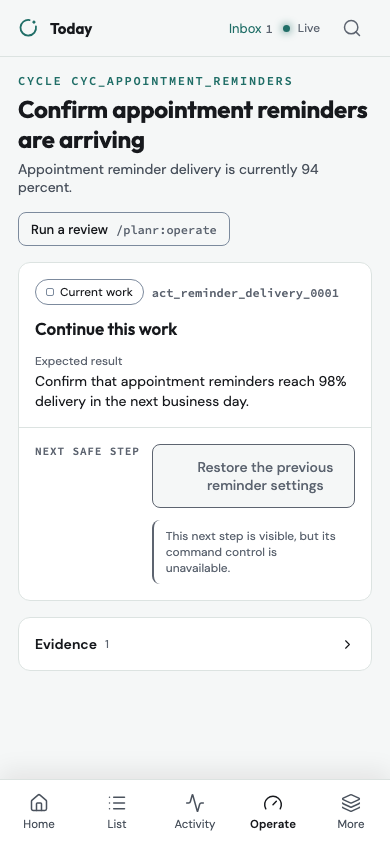 Today
Inbox 1
Live
CYCLE CYC_APPOINTMENT_REMINDERS
Confirm appointment reminders
are arriving
Appointment reminder delivery is currently 94
percent.
Run a review /planr:operate
Current work act_reminder_delivery_0001
Continue this work
Expected result
Confirm that appointment reminders reach 98%
delivery in the next business day.
NEXT SAFE STEP
Restore the previous
reminder settings
This next step is visible, but its
command control is
unavailable.
Evidence 1
Home
List
Activity
Operate
More